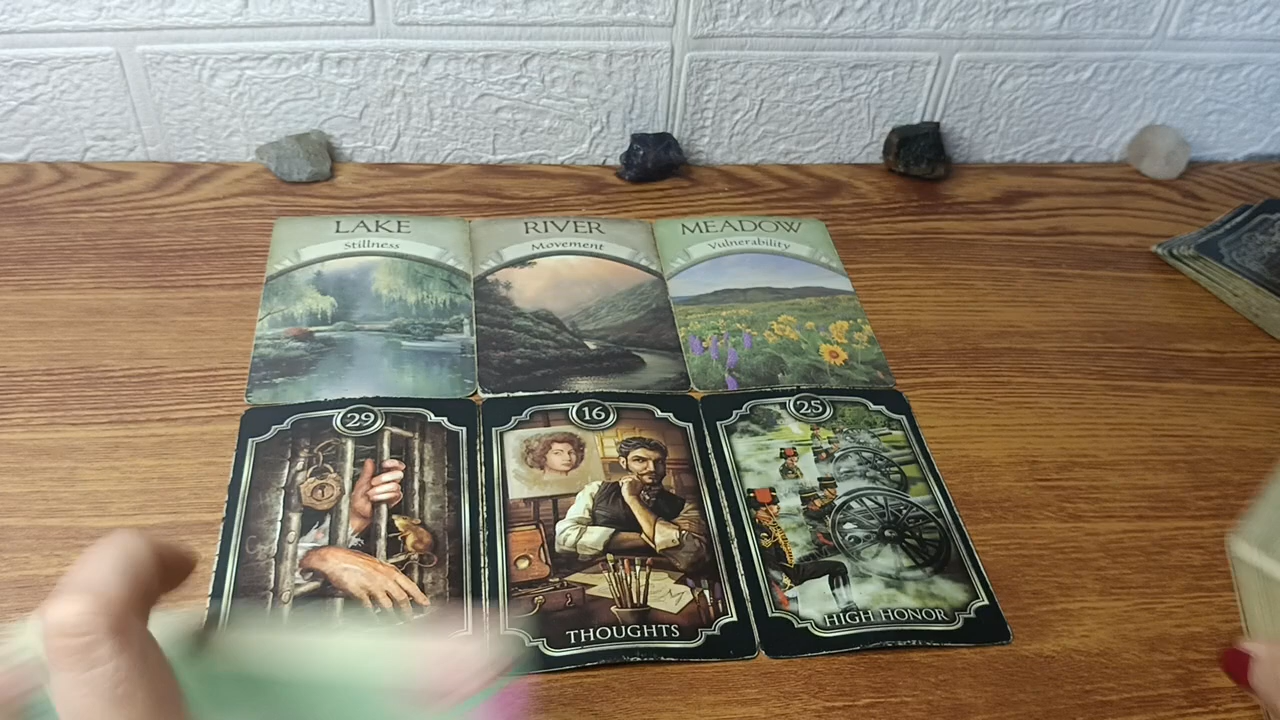 LAKE
Stillness
RIVER
Movement
MEADOW
Vulnerability
29
16
THOUGHTS
25
HIGH HONOR